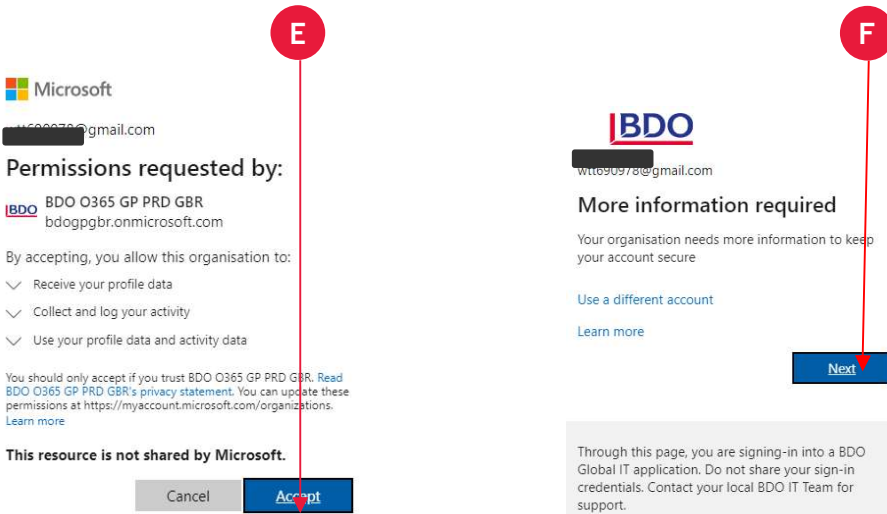 E
Microsoft
@gmail.com
Permissions requested by:
BDO
BDO O365 GP PRD GBR
bdogpgbr.onmicrosoft.com
By accepting, you allow this organisation to:
Receive your profile data
Collect and log your activity
Use your profile data and activity data
You should only accept if you trust BDO O365 GP PRD GBR. Read
BDO O365 GP PRD GBR's privacy statement. You can update these
permissions at https://myaccount.microsoft.com/organizations.
Learn more
This resource is not shared by Microsoft.
Cancel
Accept
F
BDO
@gmail.com
More information required
Your organisation needs more information to keep
your account secure
Use a different account
Learn more
Next
Through this page, you are signing-in into a BDO
Global IT application. Do not share your sign-in
credentials. Contact your local BDO IT Team for
support.